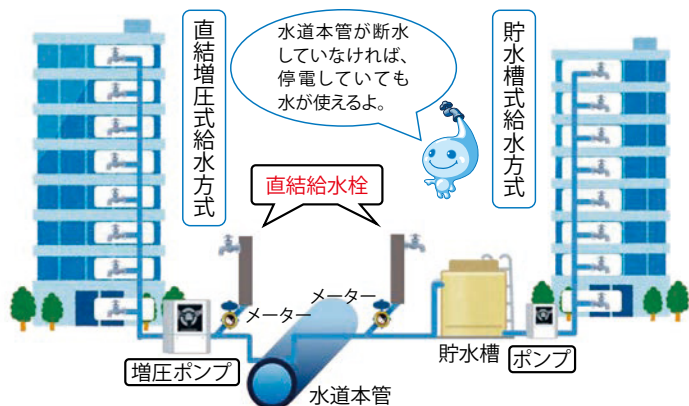 直結増圧式給水方式
水道本管が断水
していなければ、
停電していても
水が使えるよ。
貯水槽式給水方式
直結給水栓
メーター
メーター
増圧ポンプ
水道本管
貯水槽
ポンプ